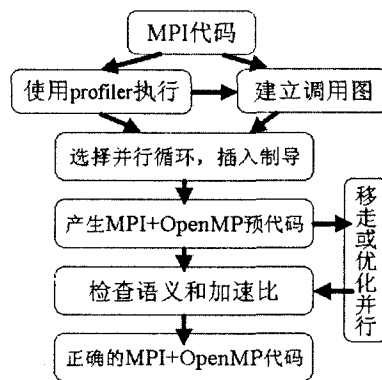 MPI代码
使用profiler执行
建立调用图
选择并行循环，插入制导
产生MPI+OpenMP预代码
移走或优化并行
检查语义和加速比
正确的MPI+OpenMP代码